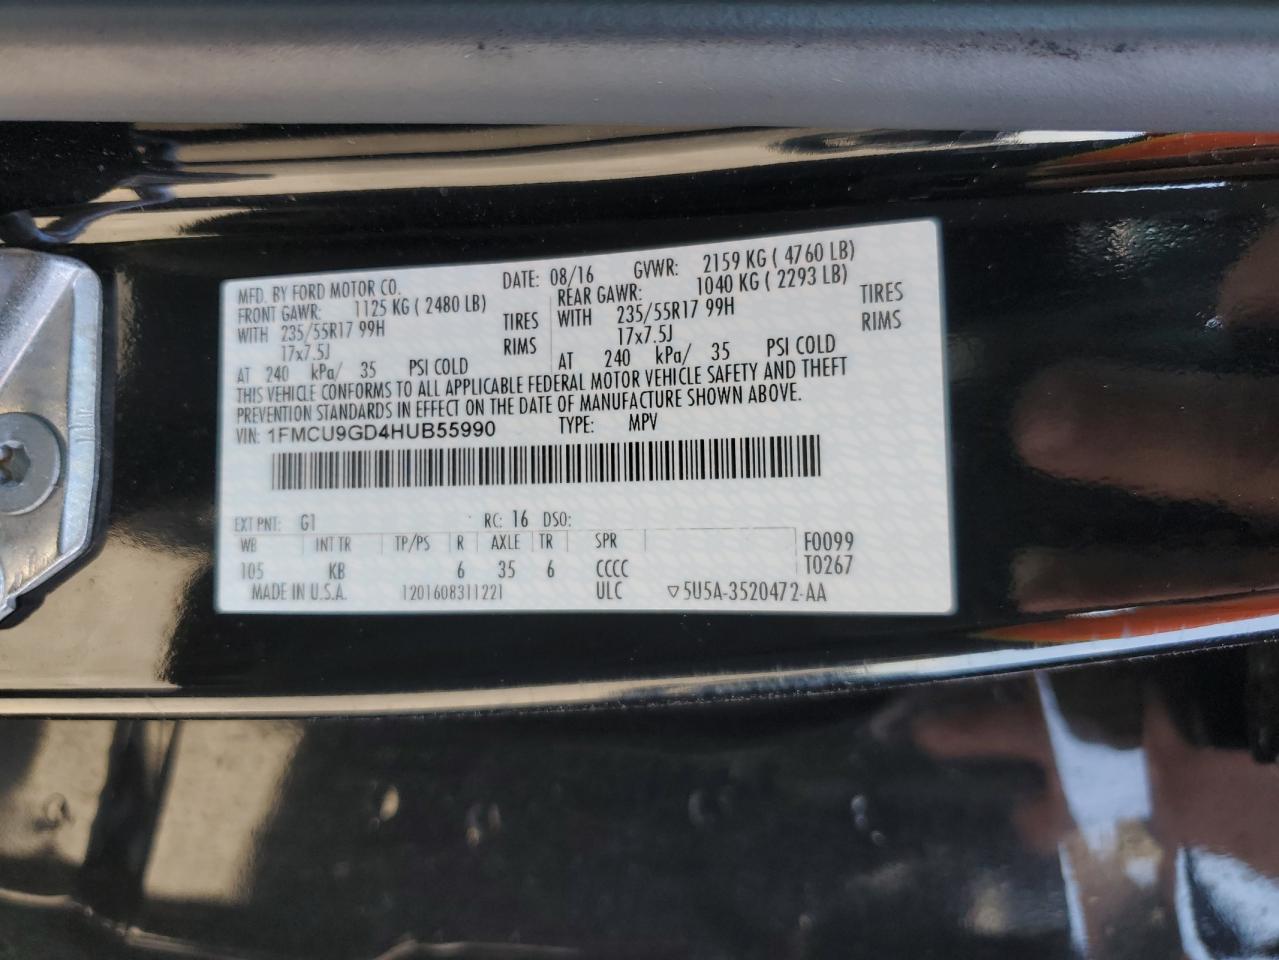 MFD. BY FORD MOTOR CO. DATE: 08/16 GVWR: 2159 KG ( 4760 LB)
FRONT GAWR: 1125 KG ( 2480 LB) REAR GAWR: 1040 KG ( 2293 LB)
WITH 235/55R17 99H TIRES WITH 235/55R17 99H TIRES
17x7.5J RIMS 17x7.5J RIMS
AT 240 kPa/ 35 PSI COLD AT 240 kPa/ 35 PSI COLD
THIS VEHICLE CONFORMS TO ALL APPLICABLE FEDERAL MOTOR VEHICLE SAFETY AND THEFT
PREVENTION STANDARDS IN EFFECT ON THE DATE OF MANUFACTURE SHOWN ABOVE.
VIN: 1FMCU9GD4HUB55990 TYPE: MPV
EXT PNT: G1 RC: 16 DSO:
WB INT TR TP/PS R AXLE TR SPR F0099
105 KB 6 35 6 CCCC T0267
MADE IN U.S.A. 1201608311221 ULC ▽5U5A-3520472-AA